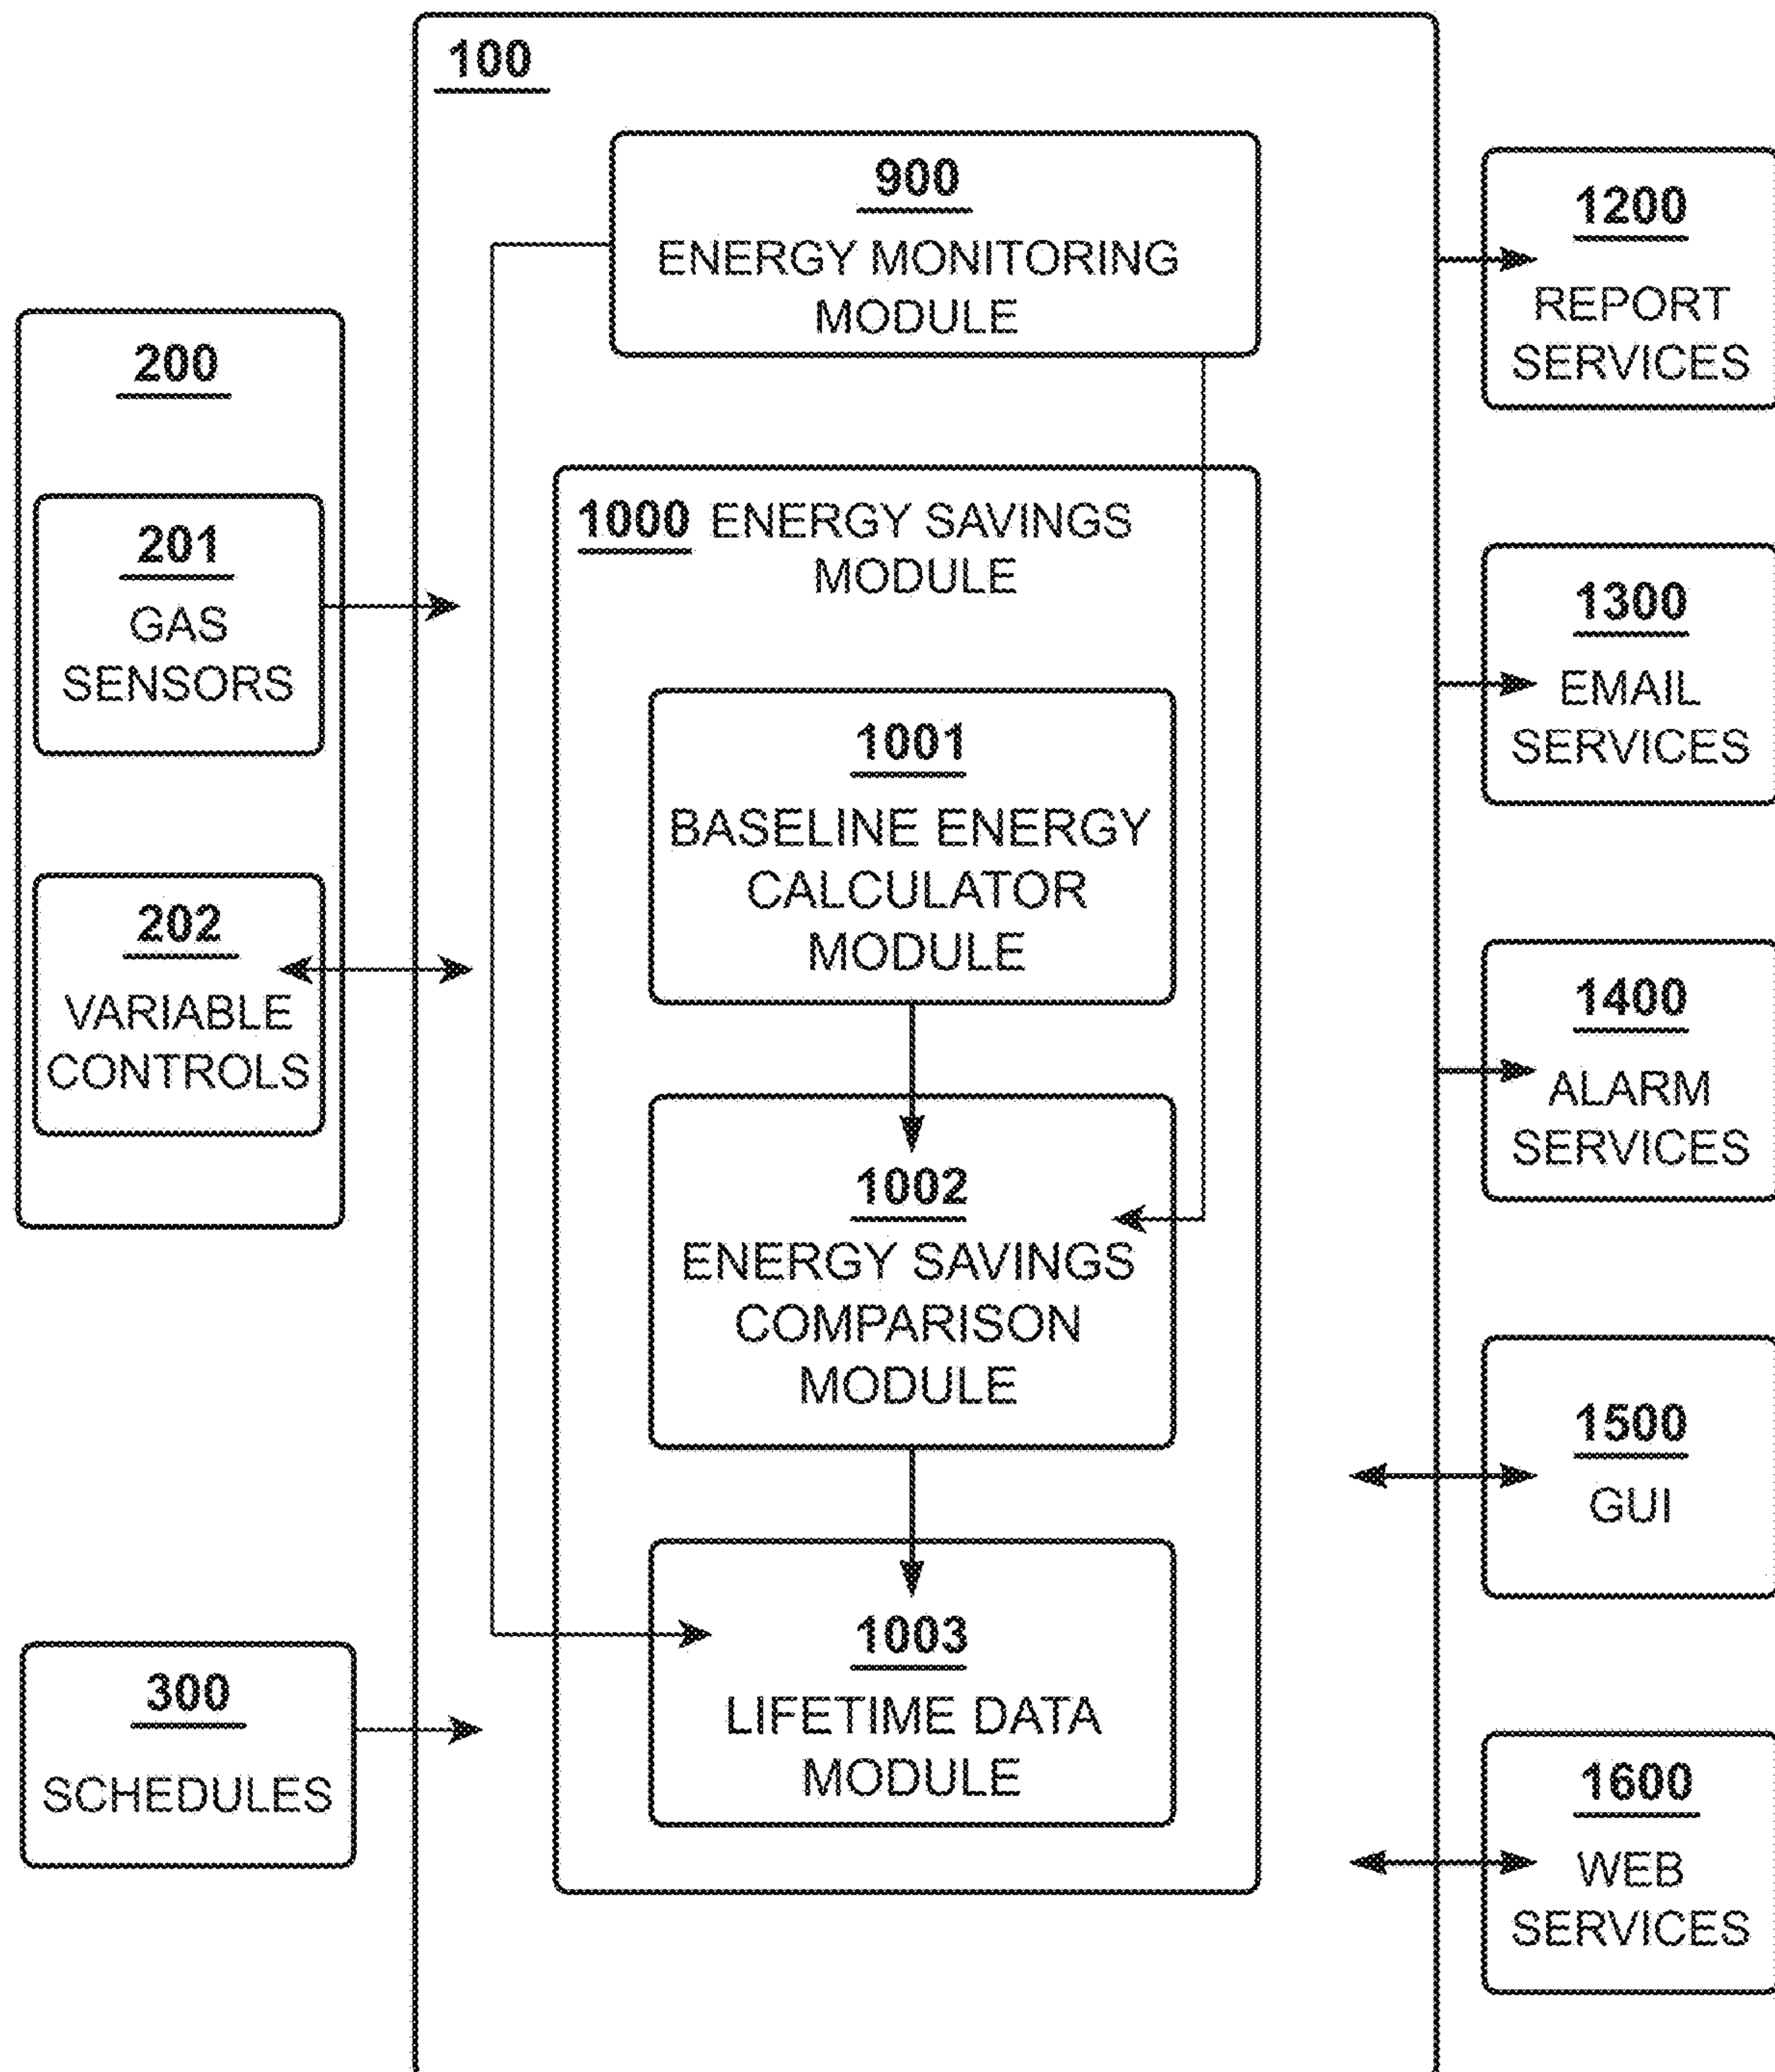 100
900
ENERGY MONITORING
MODULE
200
201
GAS
SENSORS
202
VARIABLE
CONTROLS
300
SCHEDULES
1000 ENERGY SAVINGS
MODULE
1001
BASELINE ENERGY
CALCULATOR
MODULE
1002
ENERGY SAVINGS
COMPARISON
MODULE
1003
LIFETIME DATA
MODULE
1200
REPORT
SERVICES
1300
EMAIL
SERVICES
1400
ALARM
SERVICES
1500
GUI
1600
WEB
SERVICES